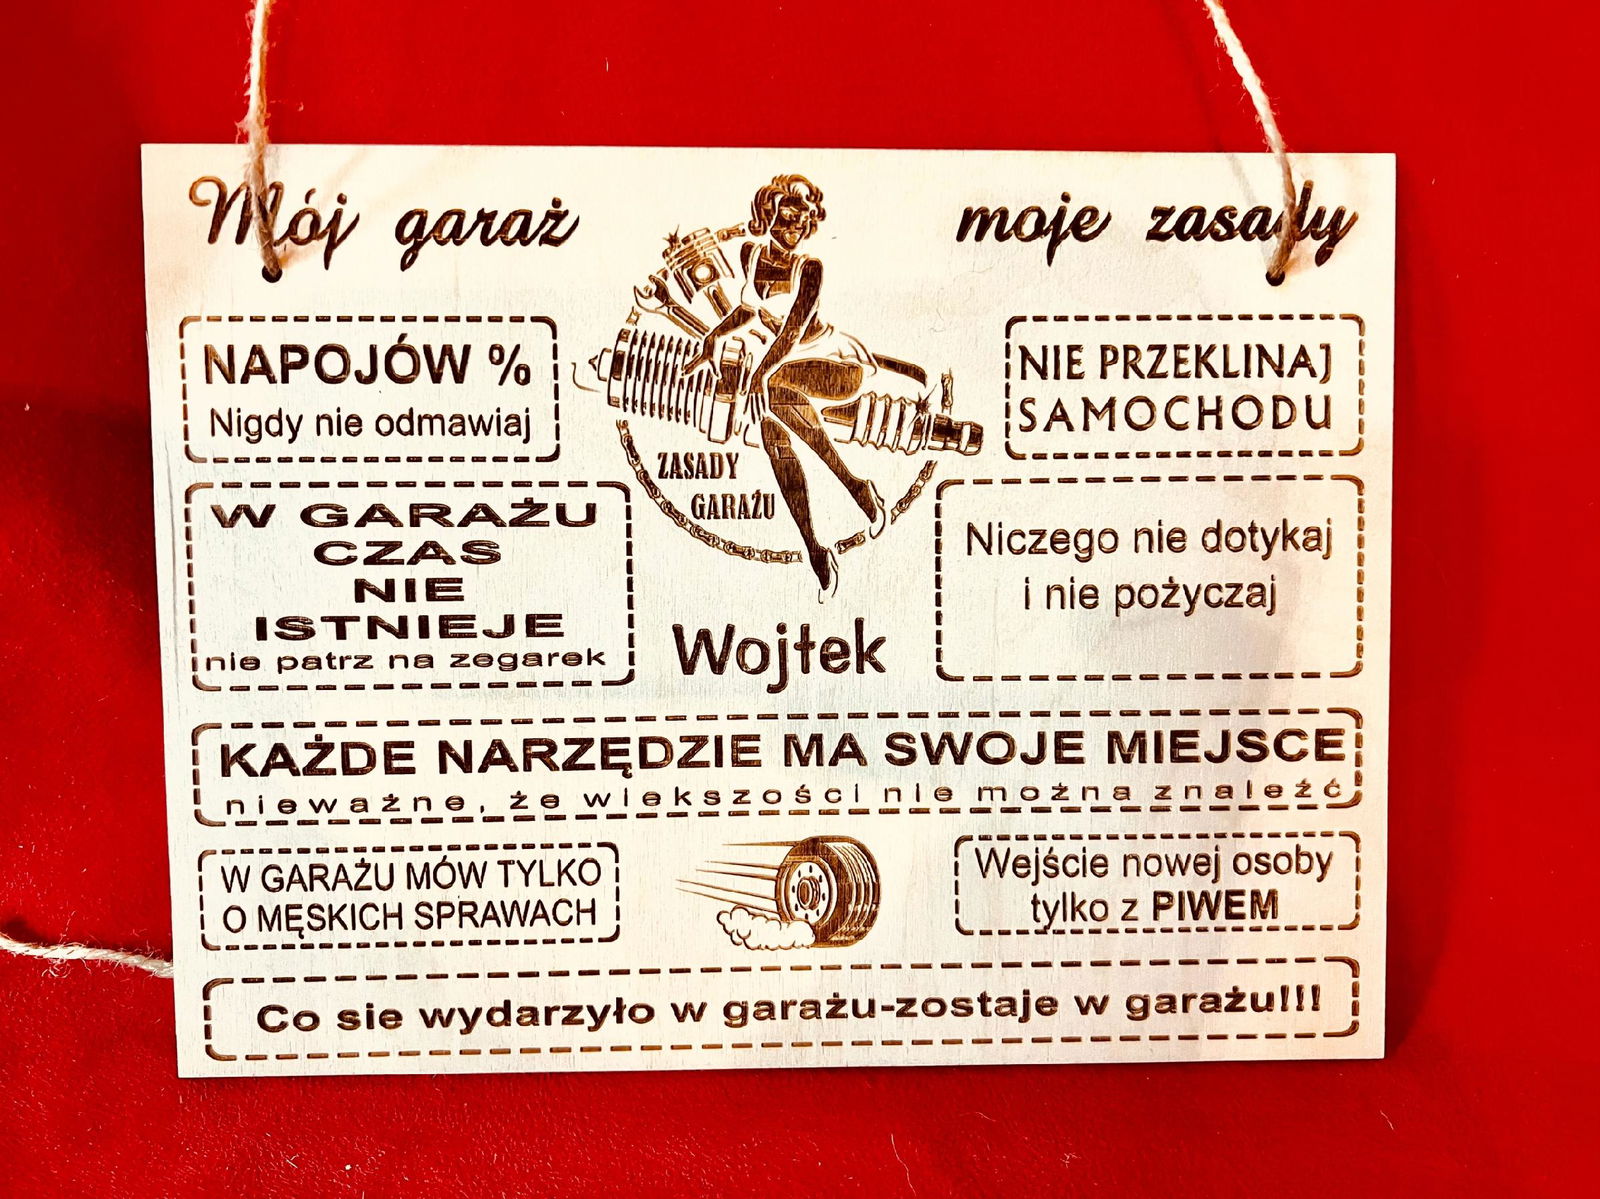 Mój garaż moje zasady
NAPOJÓW %
Nigdy nie odmawiaj
NIE PRZEKLINAJ
SAMOCHODU
ZASADY
GARAŻU
W GARAŻU
CZAS
NIE
ISTNIEJE
nie patrz na zegarek
Niczego nie dotykaj
i nie pożyczaj
Wojtek
KAŻDE NARZĘDZIE MA SWOJE MIEJSCE
nieważne, że wiekszości nie można znaleźć
W GARAŻU MÓW TYLKO
O MĘSKICH SPRAWACH
Wejście nowej osoby
tylko z PIWEM
Co sie wydarzyło w garażu-zostaje w garażu!!!